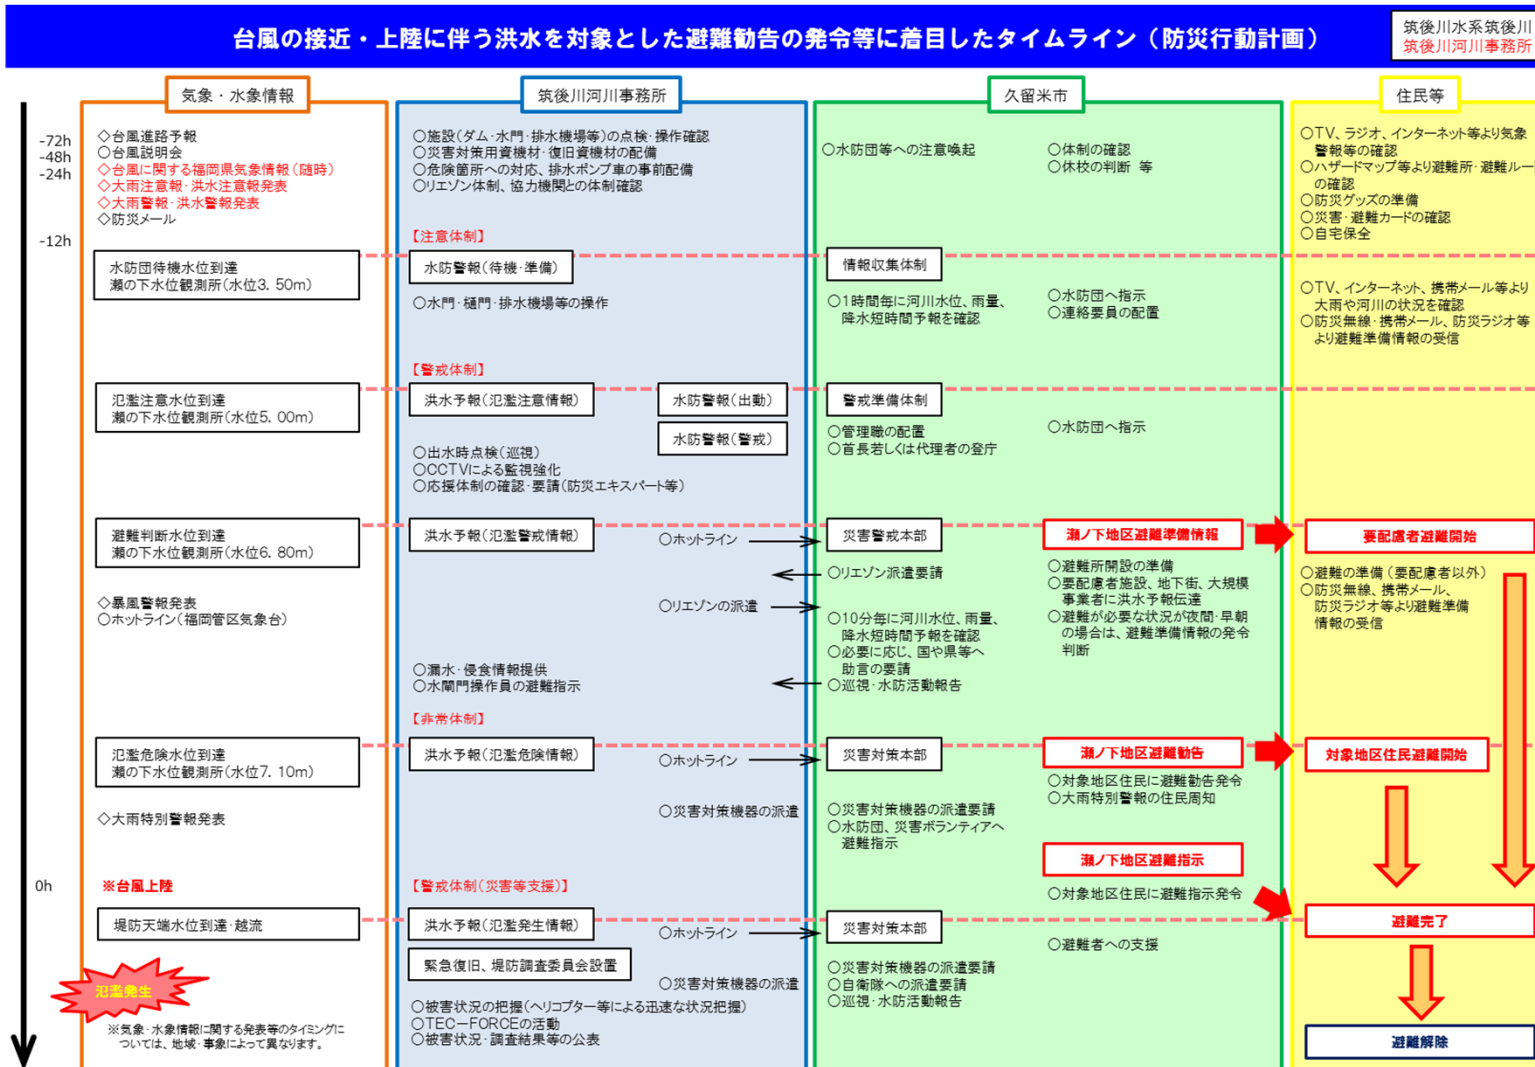 台風の接近・上陸に伴う洪水を対象とした避難勧告の発令等に着目したタイムライン（防災行動計画）
筑後川水系筑後川
筑後川河川事務所
気象・水象情報
筑後川河川事務所
久留米市
住民等
-72h
-48h
-24h
-12h
0h
◇台風進路予報
○台風説明会
◇台風に関する福岡県気象情報（随時）
◇大雨注意報・洪水注意報発表
◇大雨警報・洪水警報発表
◇防災メール
水防団待機水位到達
瀬の下水位観測所（水位3．50m）
氾濫注意水位到達
瀬の下水位観測所（水位5．00m）
避難判断水位到達
瀬の下水位観測所（水位6．80m）
◇暴風警報発表
○ホットライン（福岡管区気象台）
氾濫危険水位到達
瀬の下水位観測所（水位7．10m）
◇大雨特別警報発表
※台風上陸
堤防天端水位到達・越流
氾濫発生
※気象・水象情報に関する発表等のタイミングに
ついては、地域・事象によって異なります。
○施設（ダム・水門・排水機場等）の点検・操作確認
○災害対策用資機材・復旧資機材の配備
○危険箇所への対応、排水ポンプ車の事前配備
○リエゾン体制、協力機関との体制確認
【注意体制】
水防警報（待機・準備）
○水門・樋門・排水機場等の操作
【警戒体制】
洪水予報（氾濫注意情報）
水防警報（出動）
水防警報（警戒）
○出水時点検（巡視）
○CCTVによる監視強化
○応援体制の確認・要請（防災エキスパート等）
洪水予報（氾濫警戒情報）
○ホットライン
○リエゾンの派遣
○漏水・侵食情報提供
○水閘門操作員の避難指示
【非常体制】
洪水予報（氾濫危険情報）
○ホットライン
○災害対策機器の派遣
【警戒体制（災害等支援）】
洪水予報（氾濫発生情報）
○ホットライン
緊急復旧、堤防調査委員会設置
○災害対策機器の派遣
○被害状況の把握（ヘリコプター等による迅速な状況把握）
○TEC－FORCEの活動
○被害状況・調査結果等の公表
○水防団等への注意喚起
○体制の確認
○休校の判断 等
情報収集体制
○1時間毎に河川水位、雨量、
降水短時間予報を確認
○水防団へ指示
○連絡要員の配置
警戒準備体制
○管理職の配置
○首長若しくは代理者の登庁
○水防団へ指示
災害警戒本部
○リエゾン派遣要請
○10分毎に河川水位、雨量、
降水短時間予報を確認
○必要に応じ、国や県等へ
助言の要請
○巡視・水防活動報告
瀬ノ下地区避難準備情報
○避難所開設の準備
○要配慮者施設、地下街、大規模
事業者に洪水予報伝達
○避難が必要な状況が夜間・早朝
の場合は、避難準備情報の発令
判断
災害対策本部
○災害対策機器の派遣要請
○水防団、災害ボランティアへ
避難指示
瀬ノ下地区避難勧告
○対象地区住民に避難勧告発令
○大雨特別警報の住民周知
瀬ノ下地区避難指示
○対象地区住民に避難指示発令
災害対策本部
○避難者への支援
○災害対策機器の派遣要請
○自衛隊への派遣要請
○巡視・水防活動報告
○TV、ラジオ、インターネット等より気象
警報等の確認
○ハザードマップ等より避難所・避難ルー
の確認
○防災グッズの準備
○災害・避難カードの確認
○自宅保全
○TV、インターネット、携帯メール等より
大雨や河川の状況を確認
○防災無線・携帯メール、防災ラジオ等
より避難準備情報の受信
要配慮者避難開始
○避難の準備（要配慮者以外）
○防災無線、携帯メール、
防災ラジオ等より避難準備
情報の受信
対象地区住民避難開始
避難完了
避難解除